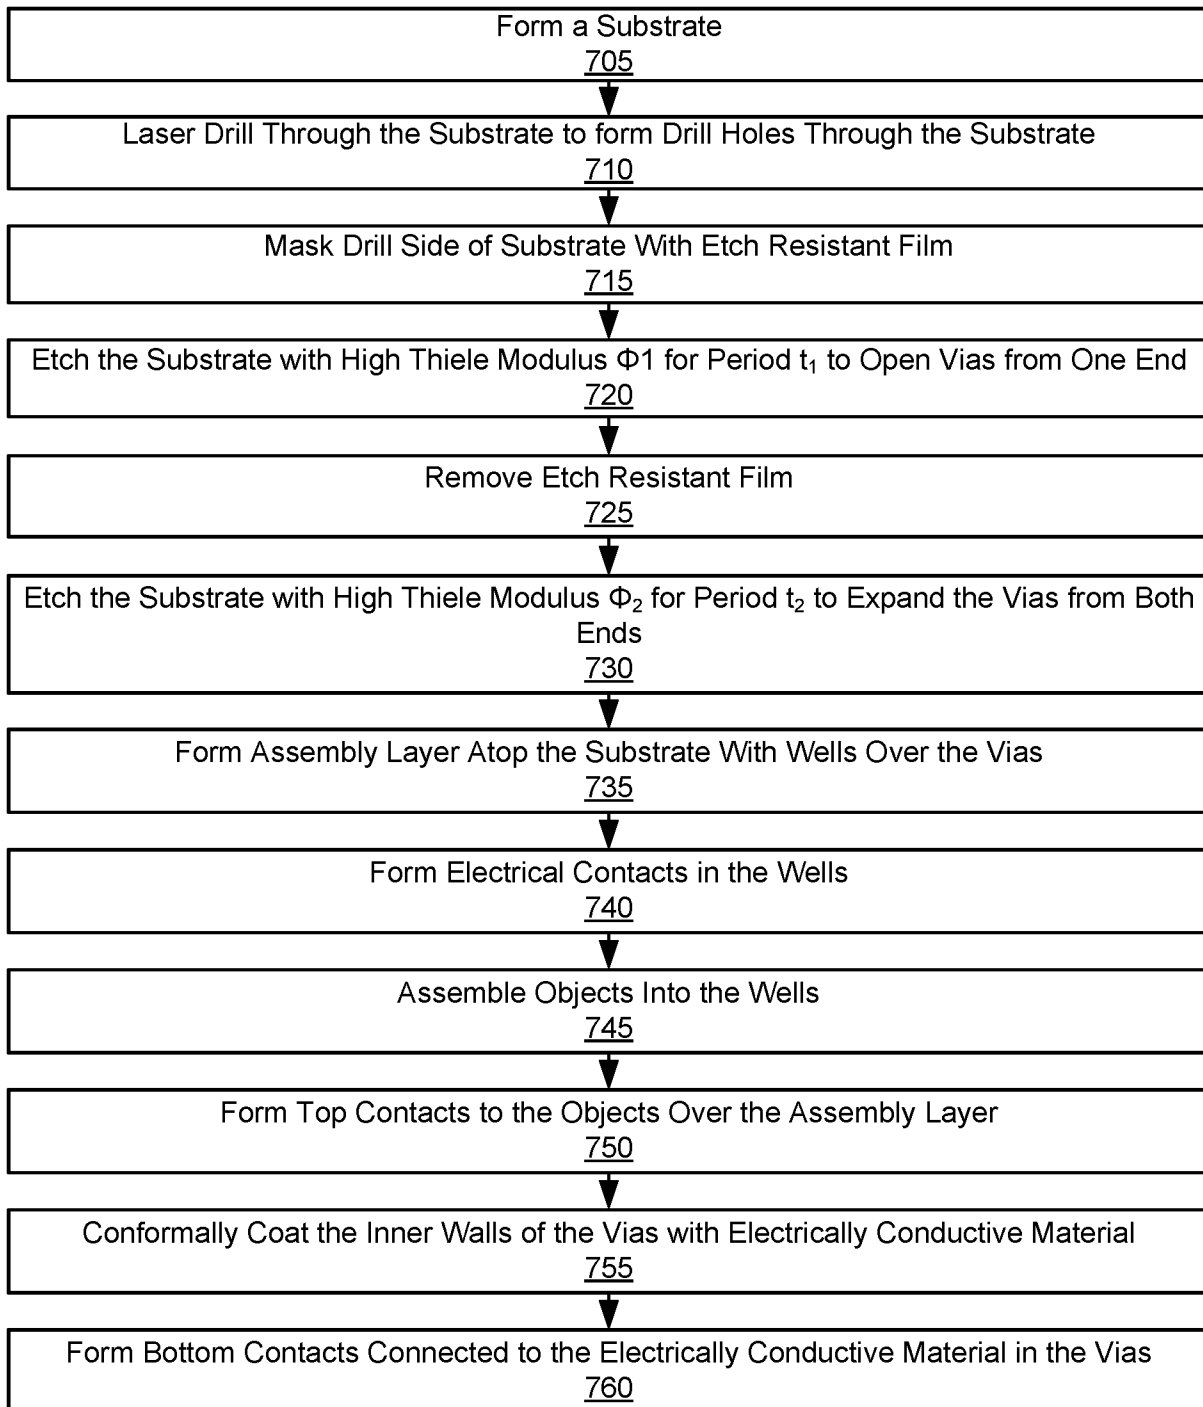 Form a Substrate
705
Laser Drill Through the Substrate to form Drill Holes Through the Substrate
710
Mask Drill Side of Substrate With Etch Resistant Film
715
Etch the Substrate with High Thiele Modulus Φ1 for Period t₁ to Open Vias from One End
720
Remove Etch Resistant Film
725
Etch the Substrate with High Thiele Modulus Φ₂ for Period t₂ to Expand the Vias from Both
Ends
730
Form Assembly Layer Atop the Substrate With Wells Over the Vias
735
Form Electrical Contacts in the Wells
740
Assemble Objects Into the Wells
745
Form Top Contacts to the Objects Over the Assembly Layer
750
Conformally Coat the Inner Walls of the Vias with Electrically Conductive Material
755
Form Bottom Contacts Connected to the Electrically Conductive Material in the Vias
760